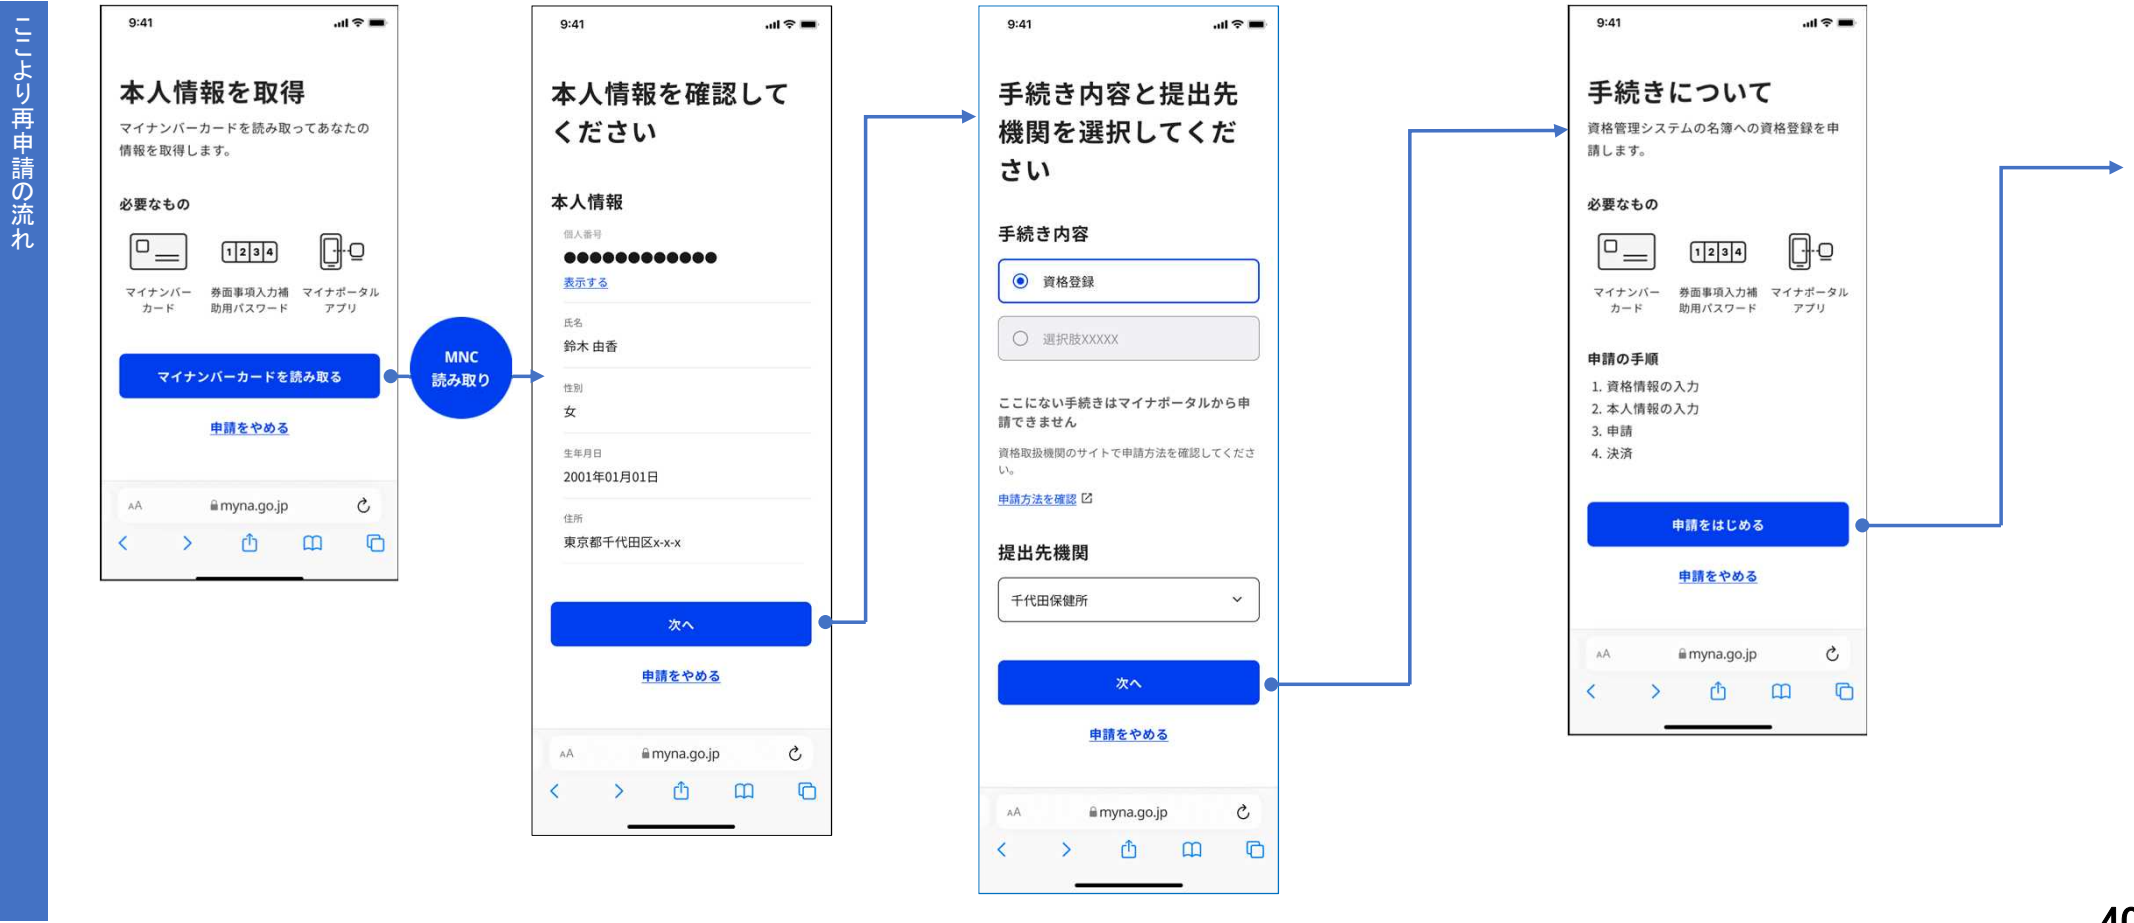 ここより再申請の流れ
9:41
本人情報を取得
マイナンバーカードを読み取ってあなたの
情報を取得します。
必要なもの
1 2 3 4
マイナンバー
カード
券面事項入力補
助用パスワード
マイナポータル
アプリ
マイナンバーカードを読み取る
申請をやめる
AA
myna.go.jp
MNC
読み取り
9:41
本人情報を確認して
ください
本人情報
個人番号
●●●●●●●●●●●●
表示する
氏名
鈴木 由香
性別
女
生年月日
2001年01月01日
住所
東京都千代田区x-x-x
次へ
申請をやめる
AA
myna.go.jp
9:41
手続き内容と提出先
機関を選択してくだ
さい
手続き内容
資格登録
選択肢XXXXX
ここにない手続きはマイナポータルから申
請できません
資格取扱機関のサイトで申請方法を確認してくださ
い。
申請方法を確認
提出先機関
千代田保健所
次へ
申請をやめる
AA
myna.go.jp
9:41
手続きについて
資格管理システムの名簿への資格登録を申
請します。
必要なもの
1 2 3 4
マイナンバー
カード
券面事項入力補
助用パスワード
マイナポータル
アプリ
申請の手順
1. 資格情報の入力
2. 本人情報の入力
3. 申請
4. 決済
申請をはじめる
申請をやめる
AA
myna.go.jp